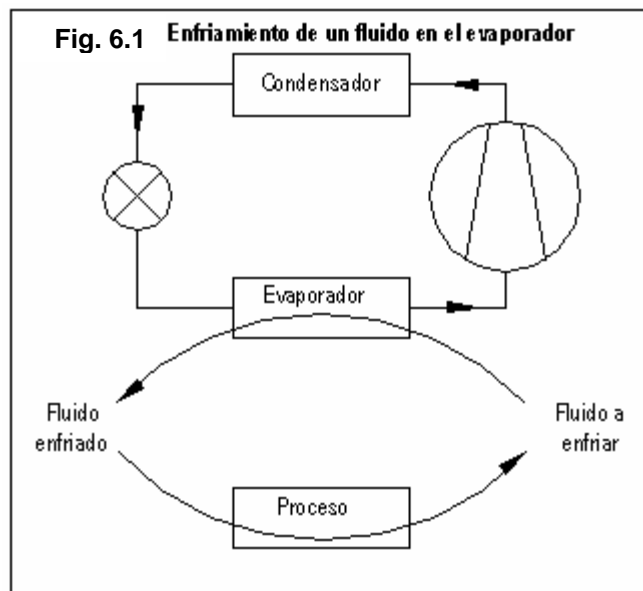 Fig. 6.1 Enfriamiento de un fluido en el evaporador
Condensador
Evaporador
Fluido
enfriado
Fluido a
enfriar
Proceso